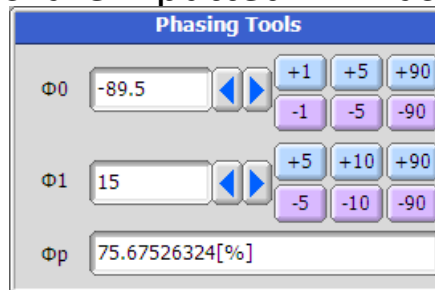 Phasing Tools
Φ0 -89.5 +1 +5 +90
-1 -5 -90
Φ1 15 +5 +10 +90
-5 -10 -90
Φp 75.67526324[%]